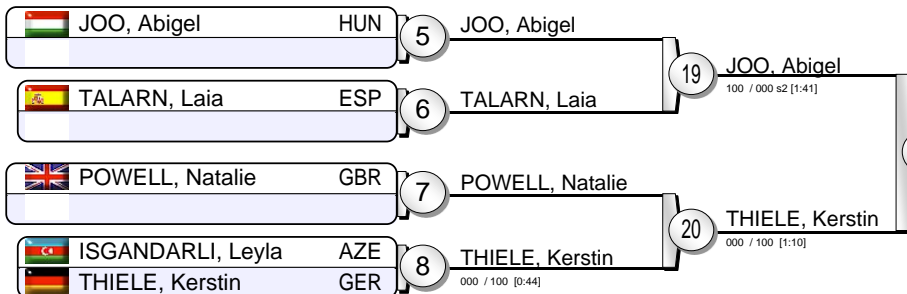 JOO, Abigel HUN
5
JOO, Abigel
19
JOO, Abigel
100 / 000 s2 [1:41]
TALARN, Laia ESP
6
TALARN, Laia
POWELL, Natalie GBR
7
POWELL, Natalie
20
THIELE, Kerstin
000 / 100 [1:10]
ISGANDARLI, Leyla AZE
8
THIELE, Kerstin
000 / 100 [0:44]
THIELE, Kerstin GER